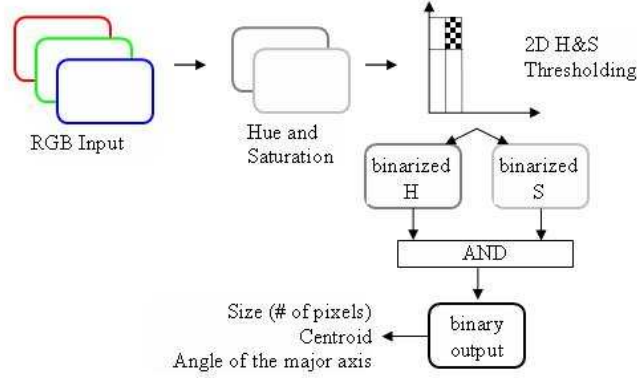 RGB Input
Hue and
Saturation
2D H&S
Thresholding
binarized
H
binarized
S
AND
binary
output
Size (# of pixels)
Centroid
Angle of the major axis